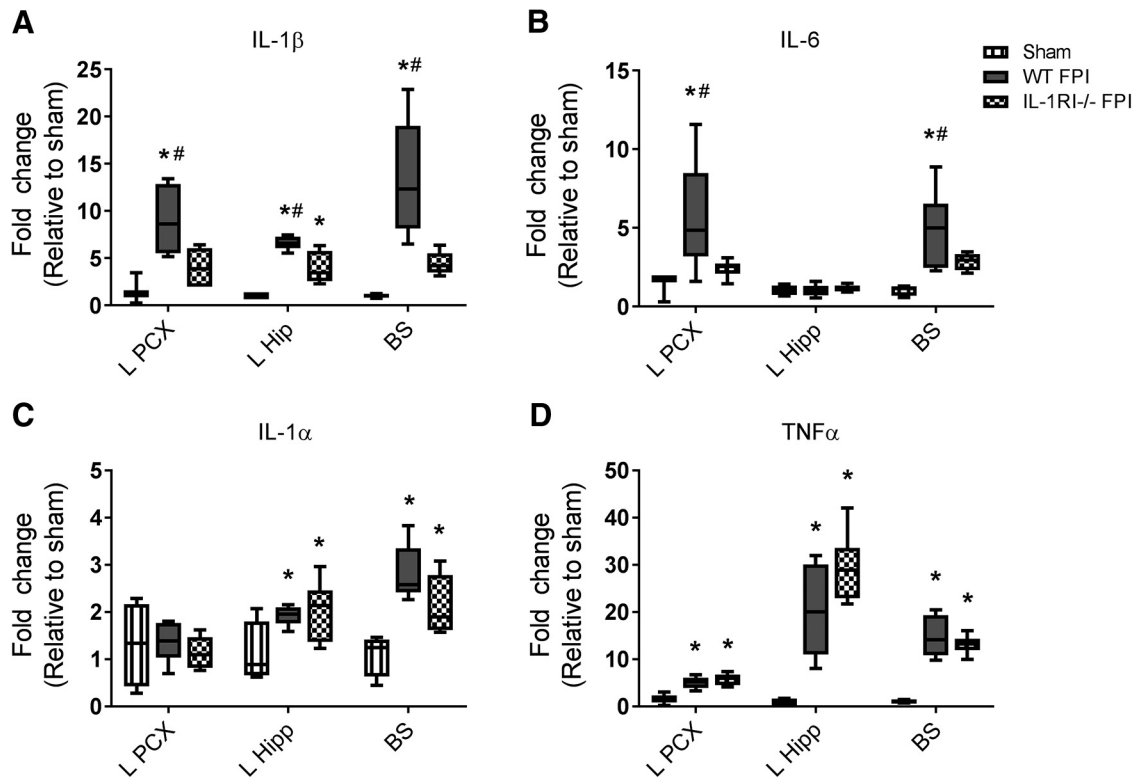 A
IL-1β
Fold change
(Relative to sham)
25
20
15
10
5
0
*#
*#
*
*#
L PCX
L Hip
BS
B
IL-6
Fold change
(Relative to sham)
15
10
5
0
*#
*#
L PCX
L Hipp
BS
Sham
WT FPI
IL-1RI-/- FPI
C
IL-1α
Fold change
(Relative to sham)
5
4
3
2
1
0
*
*
*
*
L PCX
L Hipp
BS
D
TNFα
Fold change
(Relative to sham)
50
40
30
20
10
0
*
*
*
*
*
*
L PCX
L Hipp
BS